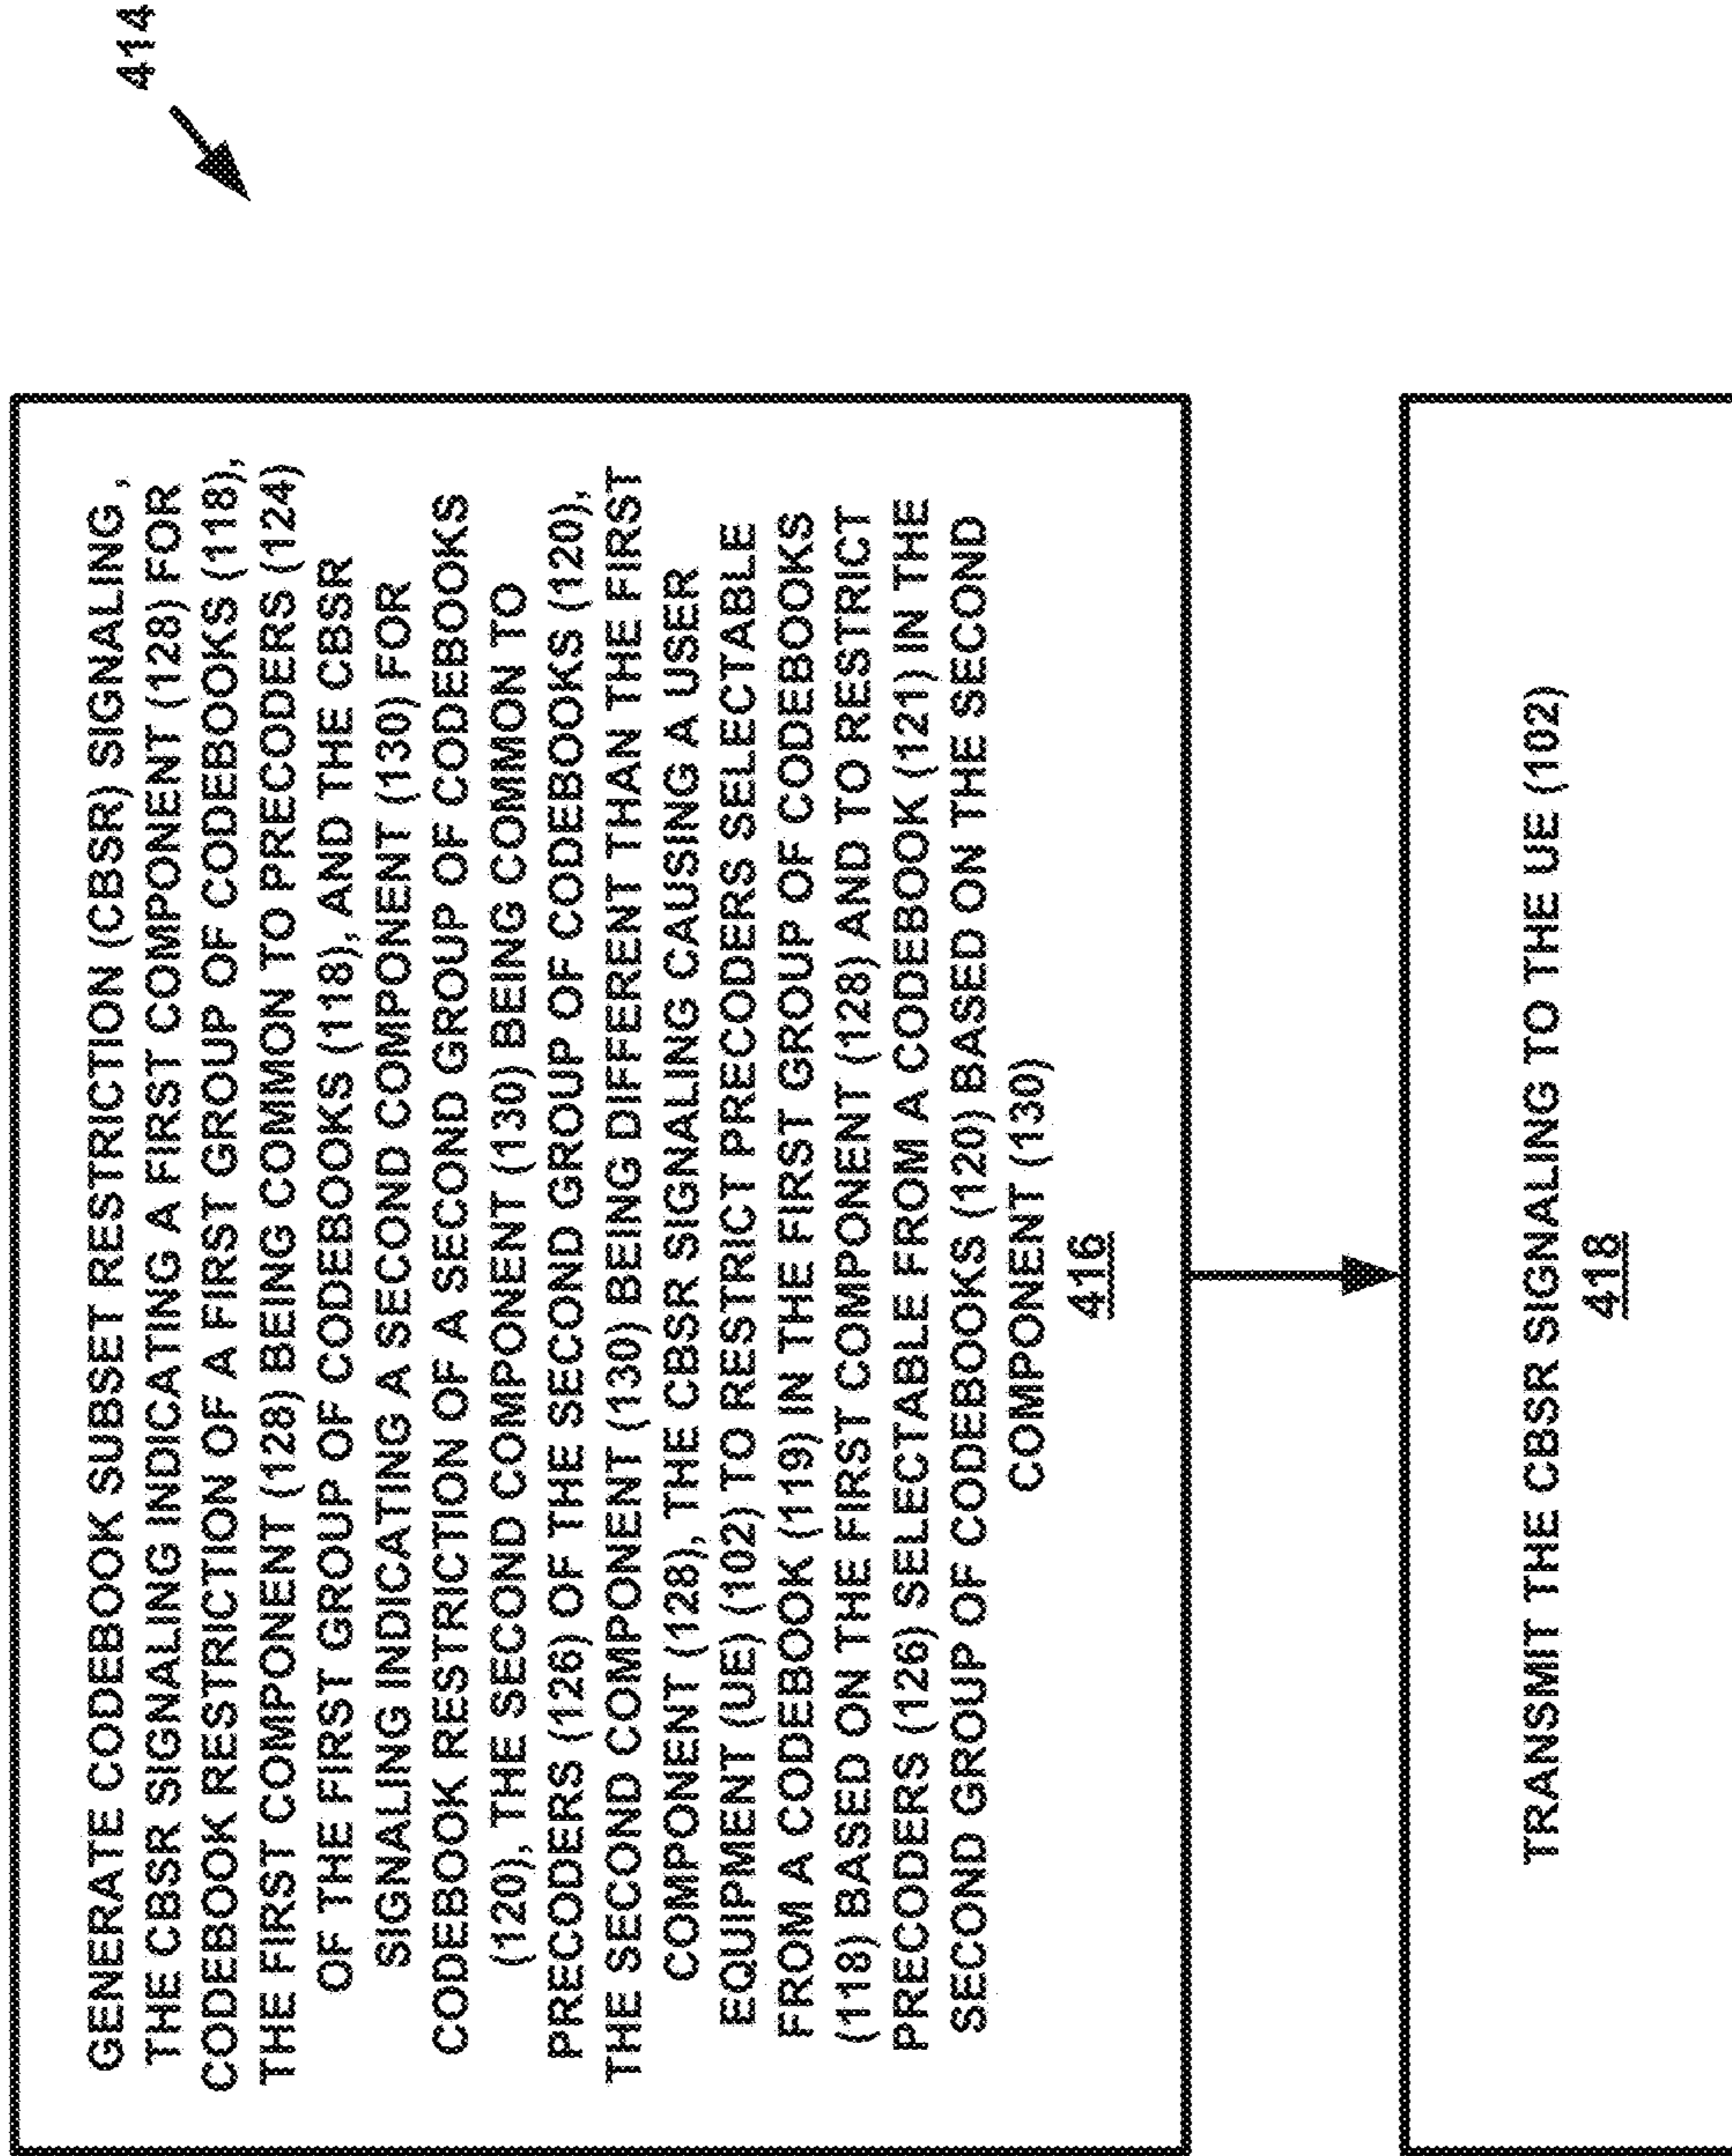 414
GENERATE CODEBOOK SUBSET RESTRICTION (CBSR) SIGNALING ,
THE CBSR SIGNALING INDICATING A FIRST COMPONENT (128) FOR
CODEBOOK RESTRICTION OF A FIRST GROUP OF CODEBOOKS (118),
THE FIRST COMPONENT (128) BEING COMMON TO PRECODERS (124)
OF THE FIRST GROUP OF CODEBOOKS (118), AND THE CBSR
SIGNALING INDICATING A SECOND COMPONENT (130) FOR
CODEBOOK RESTRICTION OF A SECOND GROUP OF CODEBOOKS
(120), THE SECOND COMPONENT (130) BEING COMMON TO
PRECODERS (126) OF THE SECOND GROUP OF CODEBOOKS (120),
THE SECOND COMPONENT (130) BEING DIFFERENT THAN THE FIRST
COMPONENT (128), THE CBSR SIGNALING CAUSING A USER
EQUIPMENT (UE) (102) TO RESTRICT PRECODERS SELECTABLE
FROM A CODEBOOK (119) IN THE FIRST GROUP OF CODEBOOKS
(118) BASED ON THE FIRST COMPONENT (128) AND TO RESTRICT
PRECODERS (126) SELECTABLE FROM A CODEBOOK (121) IN THE
SECOND GROUP OF CODEBOOKS (120) BASED ON THE SECOND
COMPONENT (130)
416
TRANSMIT THE CBSR SIGNALING TO THE UE (102)
418